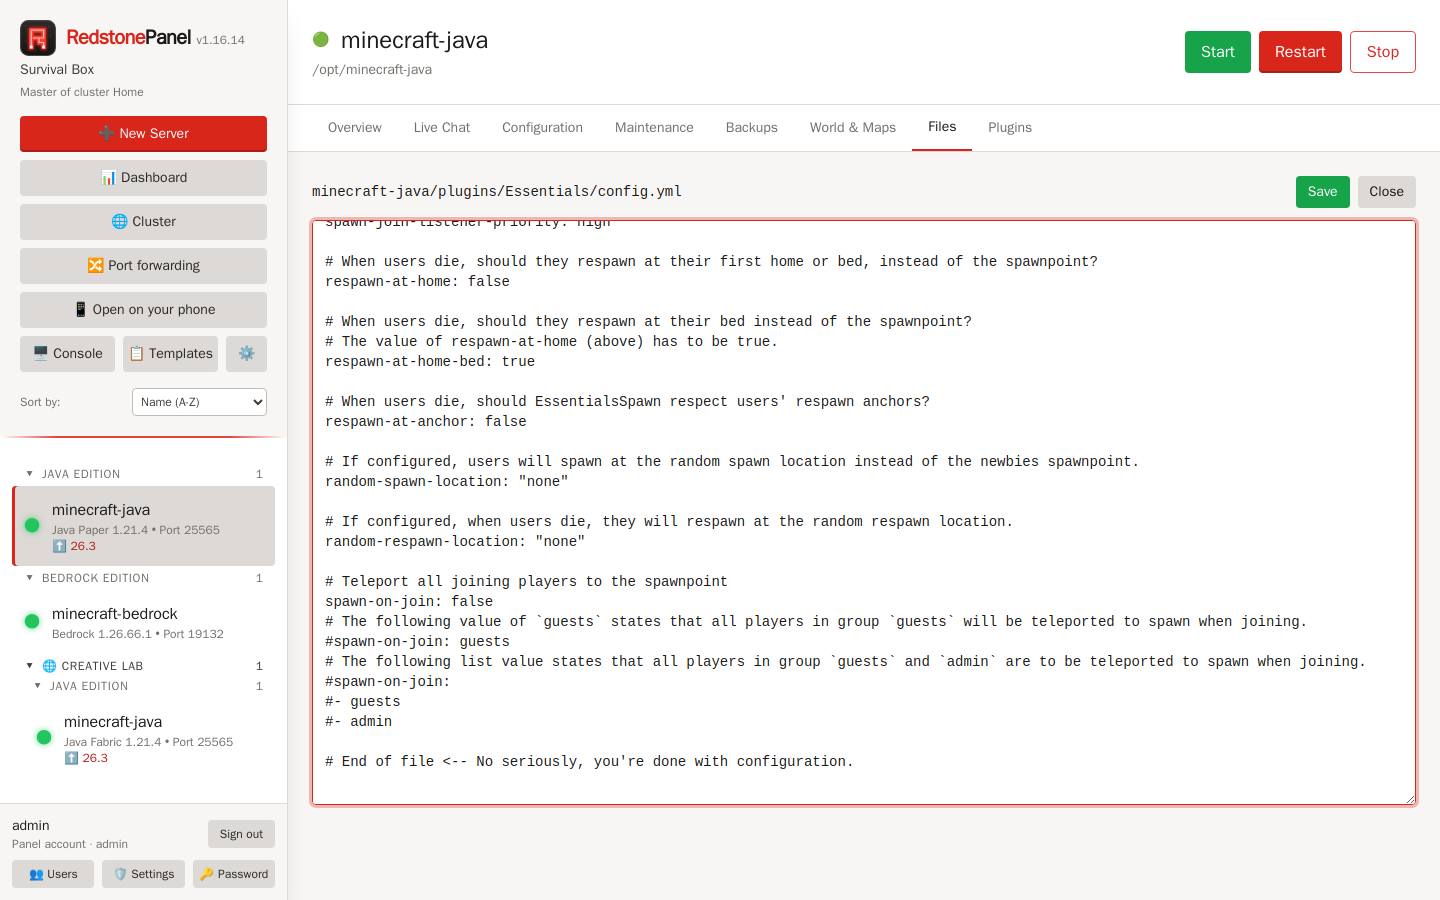 RedstonePanel v1.16.14
Survival Box
Master of cluster Home
➕ New Server
📊 Dashboard
🌐 Cluster
🔀 Port forwarding
📱 Open on your phone
🖥️ Console
📋 Templates
⚙️
Sort by:
Name (A-Z)
▼ JAVA EDITION 1
minecraft-java
Java Paper 1.21.4 • Port 25565
⬆️ 26.3
▼ BEDROCK EDITION 1
minecraft-bedrock
Bedrock 1.26.66.1 • Port 19132
▼ 🌐 CREATIVE LAB 1
▼ JAVA EDITION 1
minecraft-java
Java Fabric 1.21.4 • Port 25565
⬆️ 26.3
admin
Panel account · admin
Sign out
👥 Users
🛡️ Settings
🔑 Password
minecraft-java
/opt/minecraft-java
Start
Restart
Stop
Overview
Live Chat
Configuration
Maintenance
Backups
World & Maps
Files
Plugins
minecraft-java/plugins/Essentials/config.yml
Save
Close
spawn-join-listener-priority: high
# When users die, should they respawn at their first home or bed, instead of the spawnpoint?
respawn-at-home: false
# When users die, should they respawn at their bed instead of the spawnpoint?
# The value of respawn-at-home (above) has to be true.
respawn-at-home-bed: true
# When users die, should EssentialsSpawn respect users' respawn anchors?
respawn-at-anchor: false
# If configured, users will spawn at the random spawn location instead of the newbies spawnpoint.
random-spawn-location: "none"
# If configured, when users die, they will respawn at the random respawn location.
random-respawn-location: "none"
# Teleport all joining players to the spawnpoint
spawn-on-join: false
# The following value of `guests` states that all players in group `guests` will be teleported to spawn when joining.
#spawn-on-join: guests
# The following list value states that all players in group `guests` and `admin` are to be teleported to spawn when joining.
#spawn-on-join:
#- guests
#- admin
# End of file <-- No seriously, you're done with configuration.